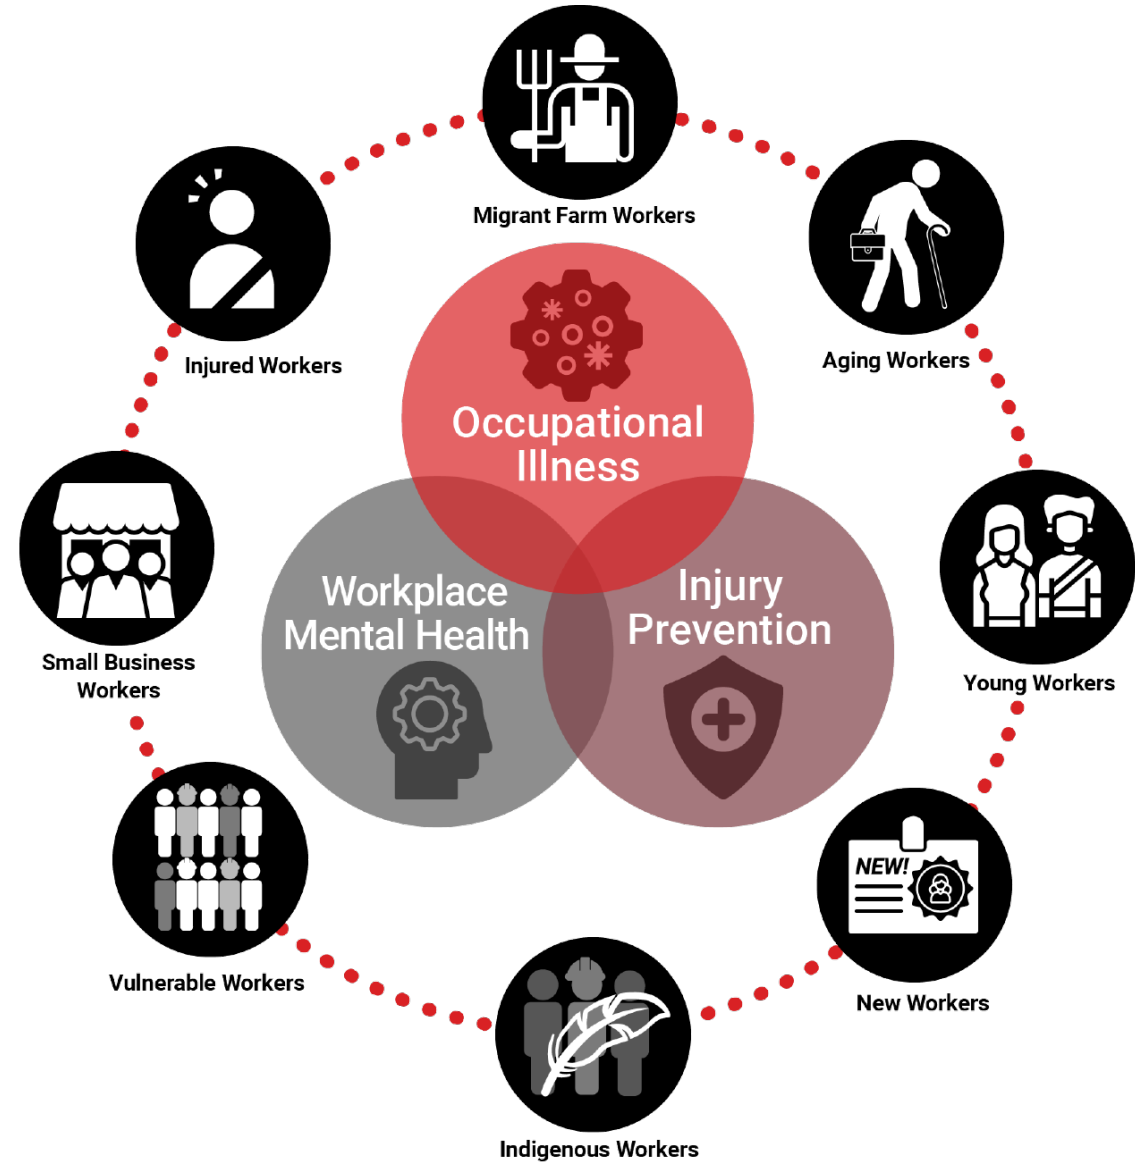 Migrant Farm Workers
Injured Workers
Aging Workers
Occupational
Illness
Workplace
Mental Health
Injury
Prevention
Small Business
Workers
Young Workers
NEW!
Vulnerable Workers
New Workers
Indigenous Workers